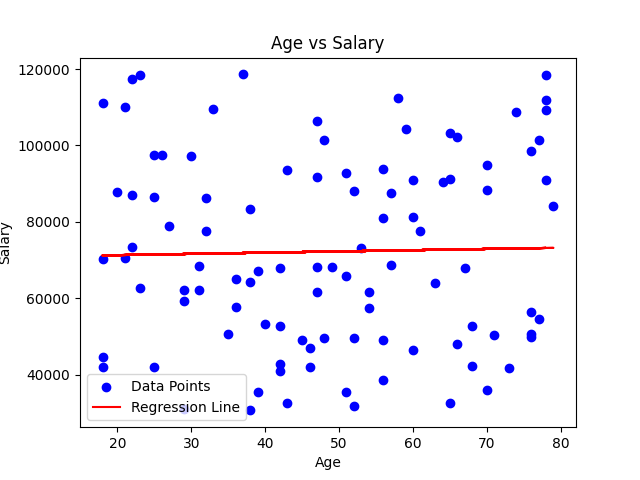 Age vs Salary
120000
100000
80000
60000
40000
Salary
Data Points
Regression Line
20 30 40 50 60 70 80
Age